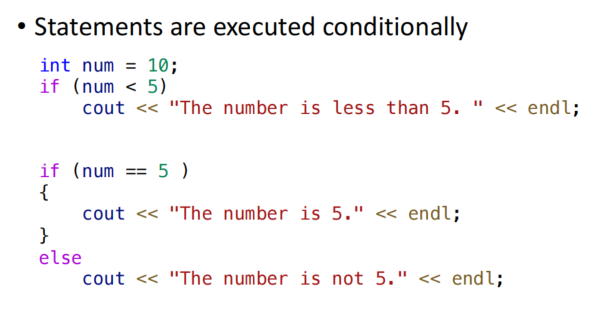 • Statements are executed conditionally
int num = 10;
if (num < 5)
    cout << "The number is less than 5. " << endl;
if (num == 5 )
{
    cout << "The number is 5." << endl;
}
else
    cout << "The number is not 5." << endl;